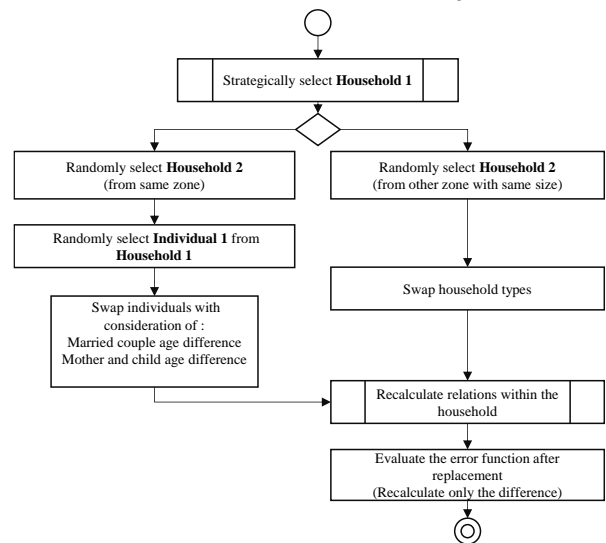 Strategically select Household 1
Randomly select Household 2
(from same zone)
Randomly select Household 2
(from other zone with same size)
Randomly select Individual 1 from
Household 1
Swap individuals with
consideration of :
Married couple age difference
Mother and child age difference
Swap household types
Recalculate relations within the
household
Evaluate the error function after
replacement
(Recalculate only the difference)